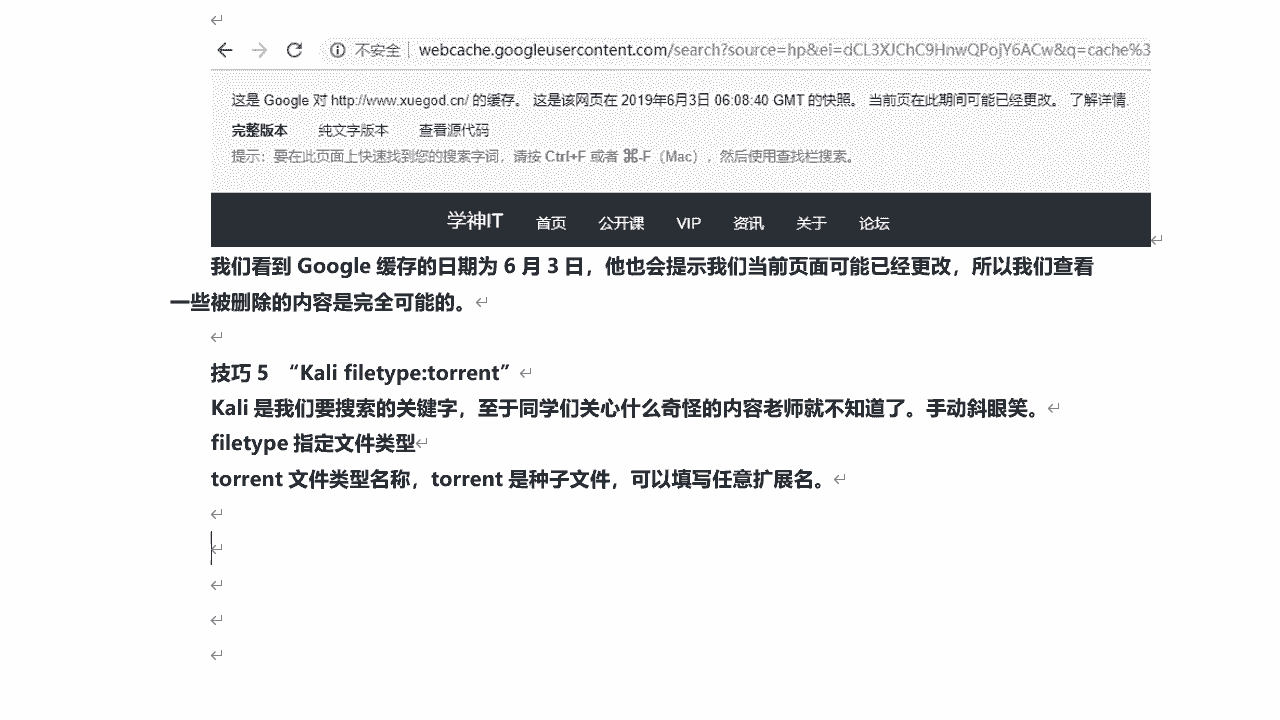 不安全 | webcache.googleusercontent.com/search?source=hp&ei=dCL3XJChC9HnwQPojY6ACw&q=cache%3
这是 Google 对 http://www.xuegod.cn/ 的缓存。 这是该网页在 2019年6月3日 06:08:40 GMT 的快照。 当前页在此期间可能已经更改。 了解详情
完整版本 纯文字版本 查看源代码
提示：要在此页面上快速找到您的搜索字词，请按 Ctrl+F 或者 ⌘-F（Mac），然后使用查找栏搜索。
学神IT 首页 公开课 VIP 资讯 关于 论坛
我们看到 Google 缓存的日期为 6 月 3 日，他也会提示我们当前页面可能已经更改，所以我们查看
一些被删除的内容是完全可能的。
技巧 5 “Kali filetype:torrent”
Kali 是我们要搜索的关键字，至于同学们关心什么奇怪的内容老师就不知道了。手动斜眼笑。
filetype 指定文件类型
torrent 文件类型名称，torrent 是种子文件，可以填写任意扩展名。